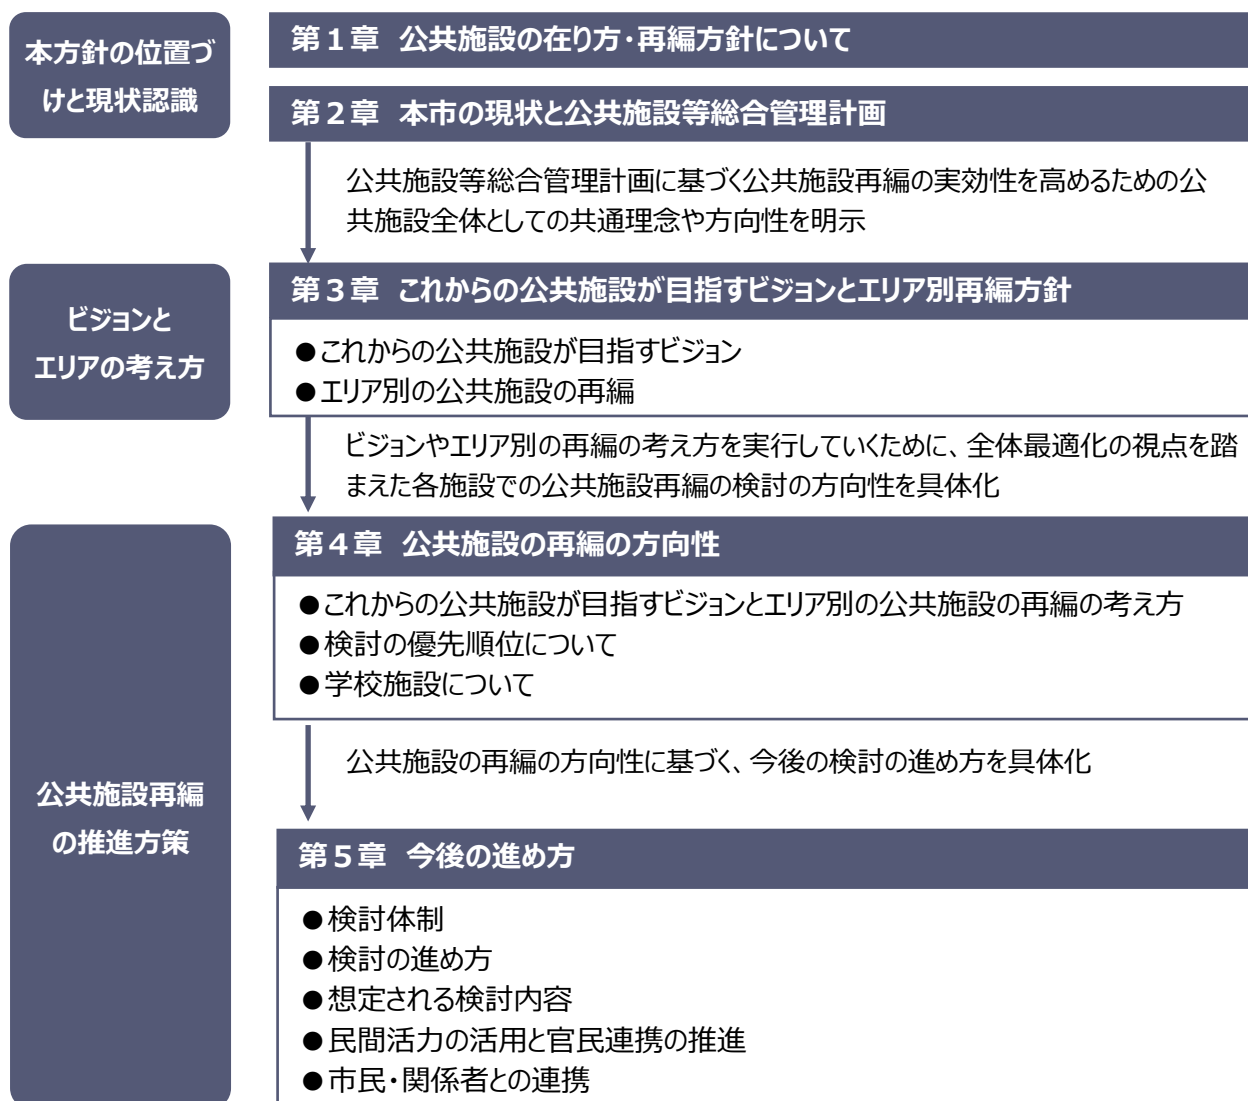 本方針の位置づ
けと現状認識
第１章 公共施設の在り方・再編方針について
第２章 本市の現状と公共施設等総合管理計画
公共施設等総合管理計画に基づく公共施設再編の実効性を高めるための公
共施設全体としての共通理念や方向性を明示
ビジョンと
エリアの考え方
第３章 これからの公共施設が目指すビジョンとエリア別再編方針
●これからの公共施設が目指すビジョン
●エリア別の公共施設の再編
ビジョンやエリア別の再編の考え方を実行していくために、全体最適化の視点を踏
まえた各施設での公共施設再編の検討の方向性を具体化
公共施設再編
の推進方策
第４章 公共施設の再編の方向性
●これからの公共施設が目指すビジョンとエリア別の公共施設の再編の考え方
●検討の優先順位について
●学校施設について
公共施設の再編の方向性に基づく、今後の検討の進め方を具体化
第５章 今後の進め方
●検討体制
●検討の進め方
●想定される検討内容
●民間活力の活用と官民連携の推進
●市民・関係者との連携